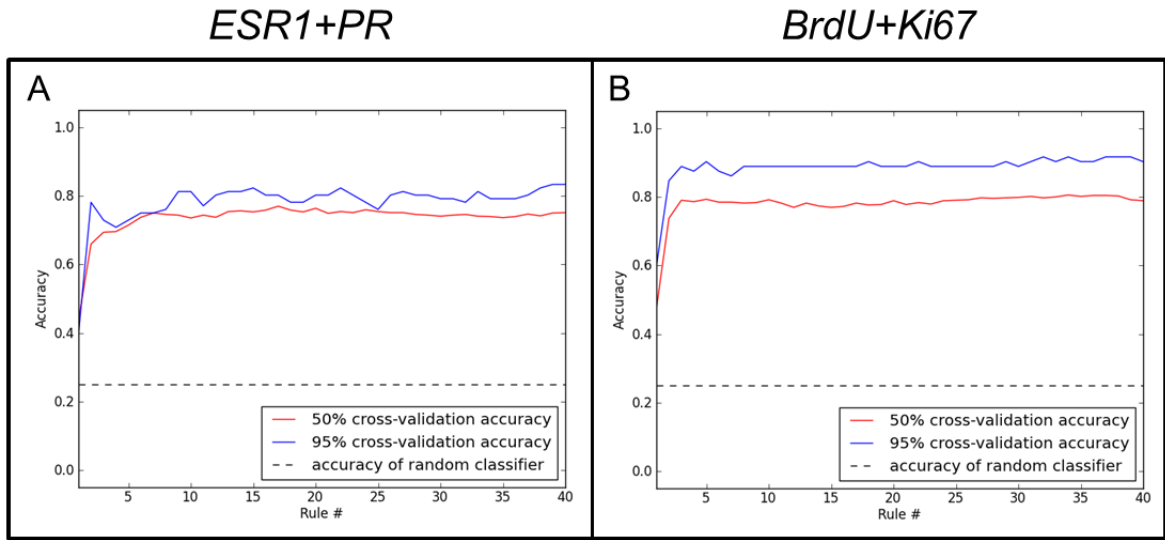 ESR1+PR
BrdU+Ki67
A
1.0
0.8
0.6
0.4
0.2
0.0
Accuracy
5 10 15 20 25 30 35 40
Rule #
50% cross-validation accuracy
95% cross-validation accuracy
accuracy of random classifier
B
1.0
0.8
0.6
0.4
0.2
0.0
Accuracy
5 10 15 20 25 30 35 40
Rule #
50% cross-validation accuracy
95% cross-validation accuracy
accuracy of random classifier